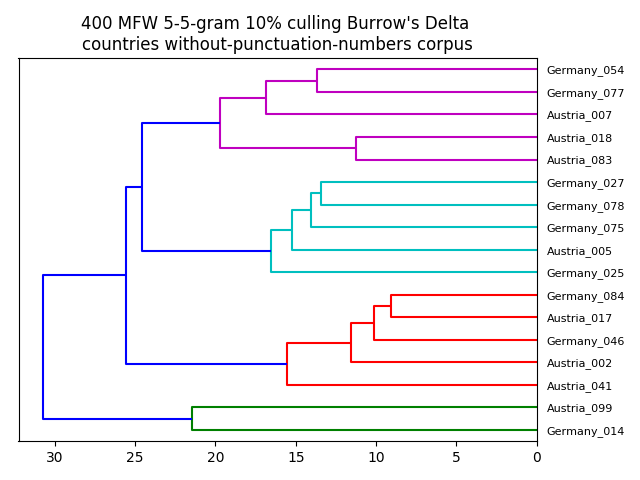 400 MFW 5-5-gram 10% culling Burrow's Delta
countries without-punctuation-numbers corpus
Germany_054
Germany_077
Austria_007
Austria_018
Austria_083
Germany_027
Germany_078
Germany_075
Austria_005
Germany_025
Germany_084
Austria_017
Germany_046
Austria_002
Austria_041
Austria_099
Germany_014
30 25 20 15 10 5 0